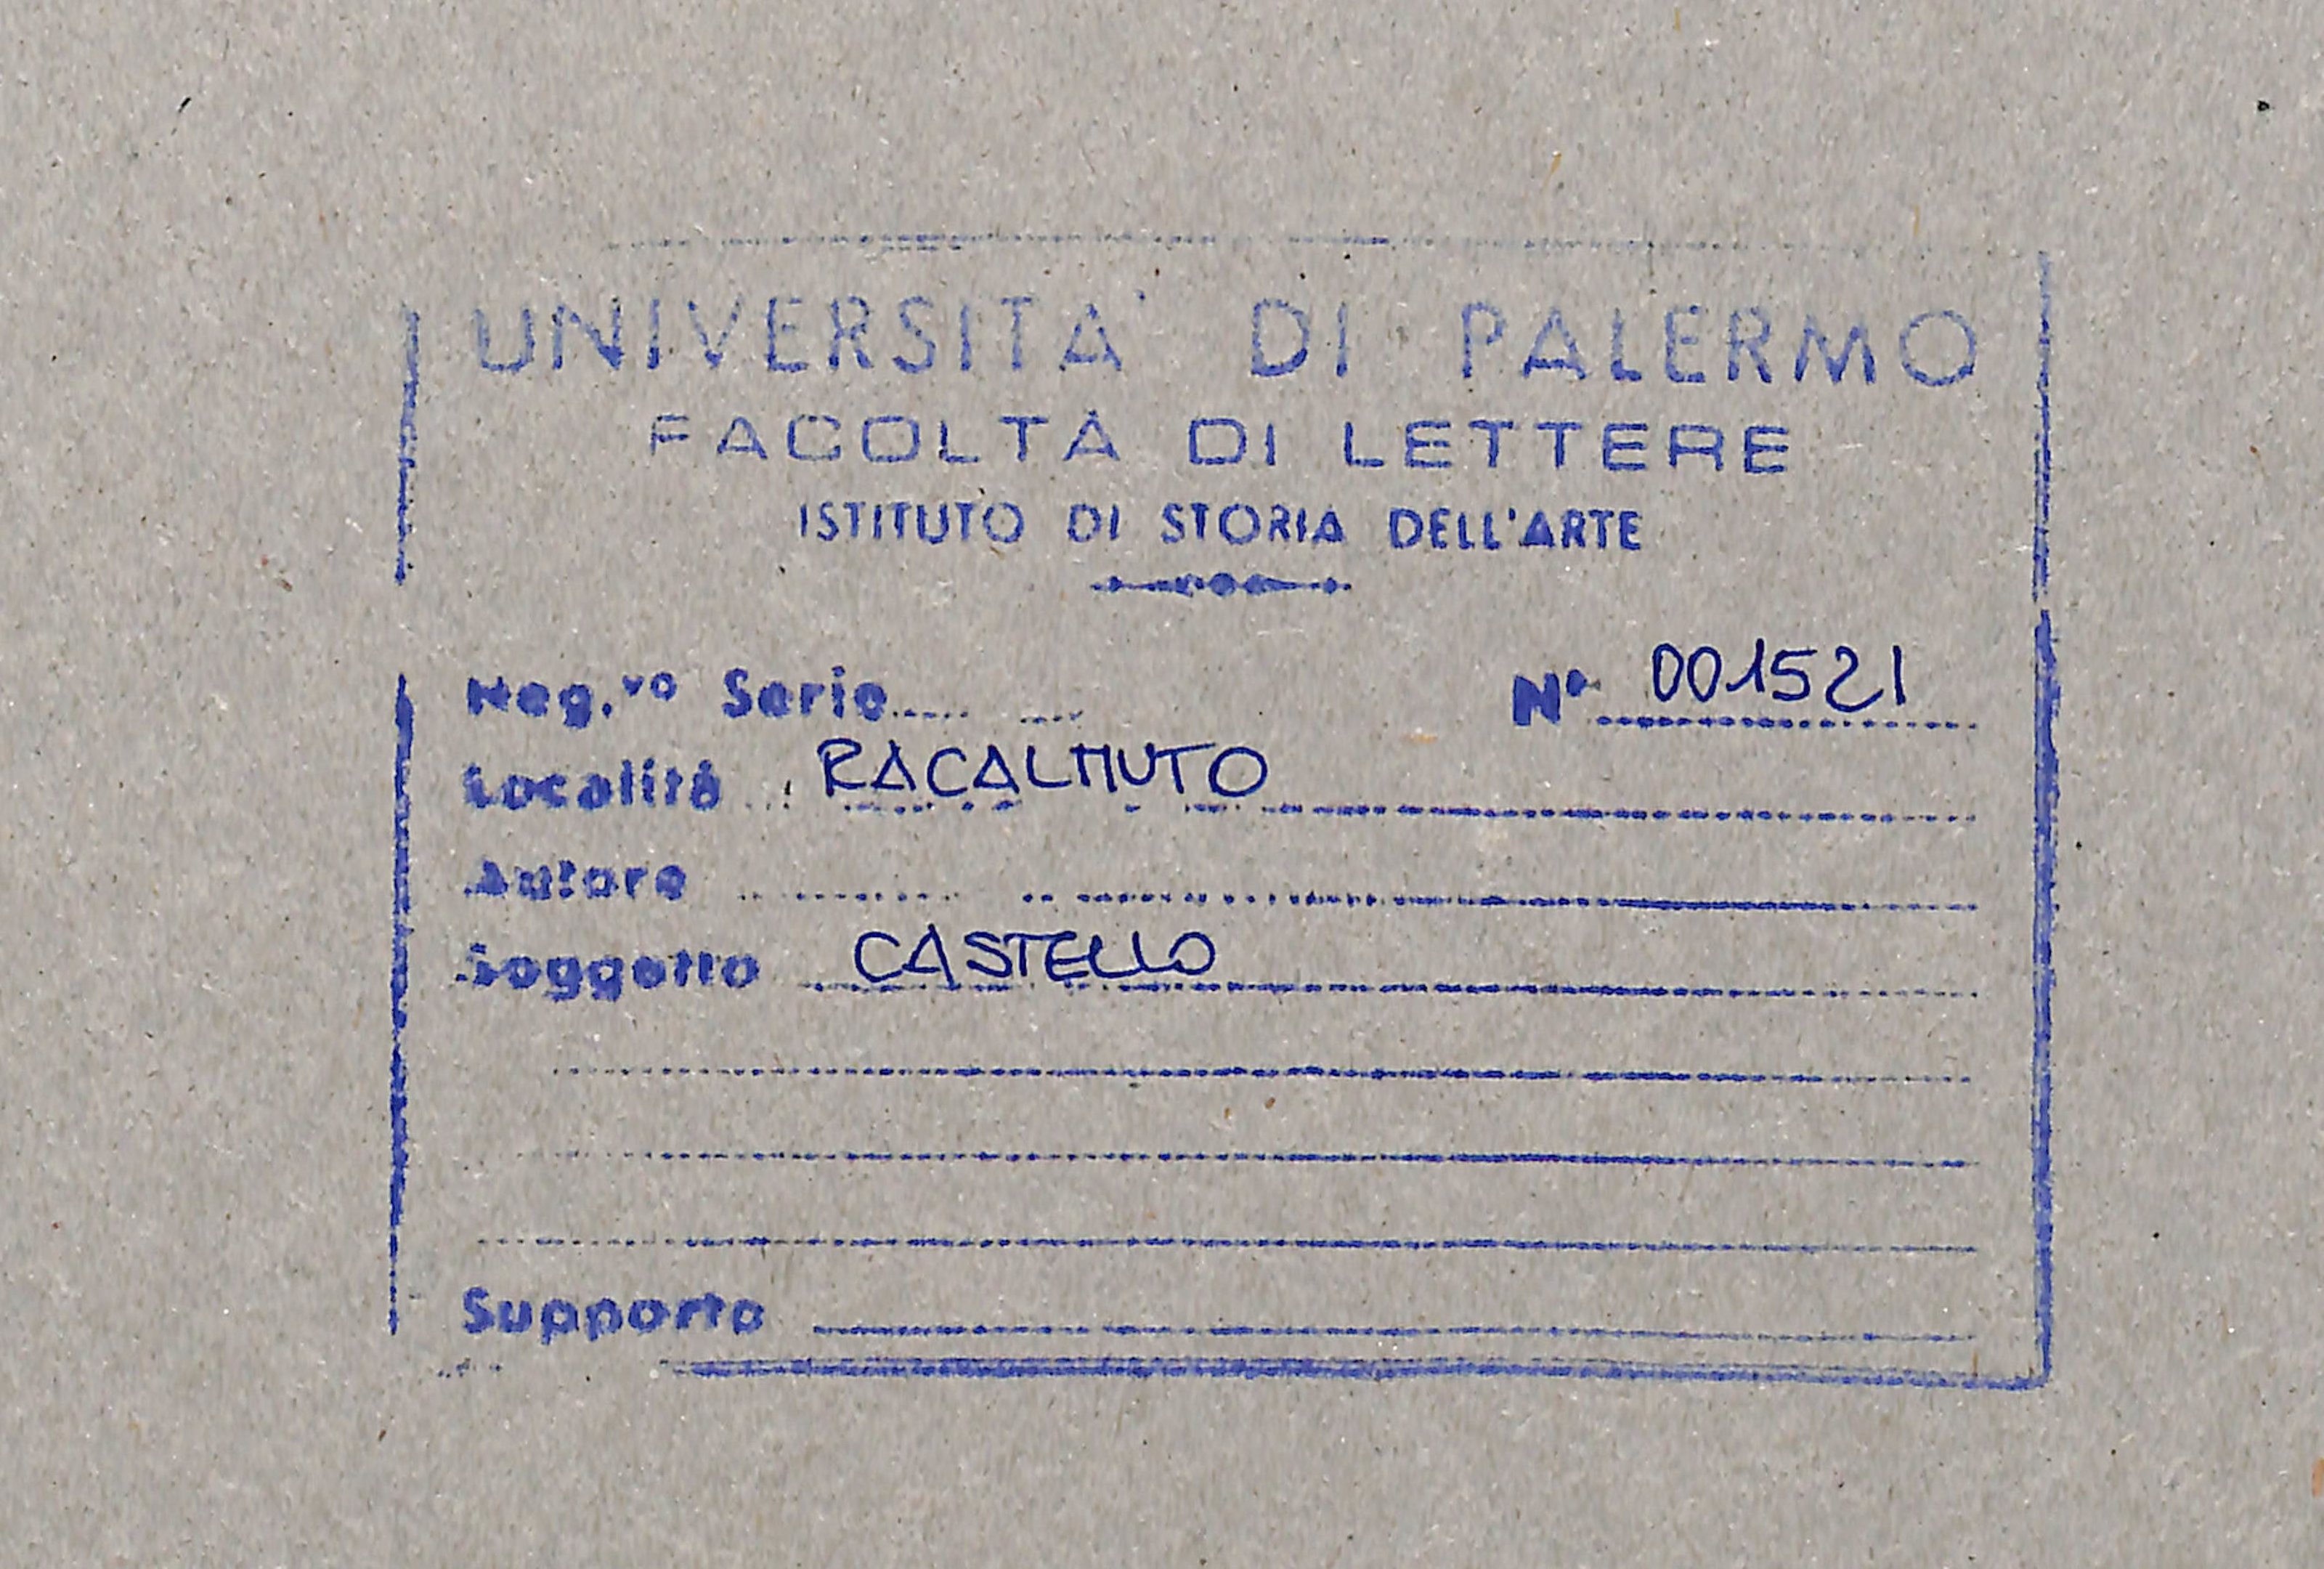 UNIVERSITA' DI PALERMO
FACOLTÀ DI LETTERE
ISTITUTO DI STORIA DELL'ARTE
Neg.vo Serie N° 001521
Località RACALMUTO
Autore
Soggetto CASTELLO
Supporto